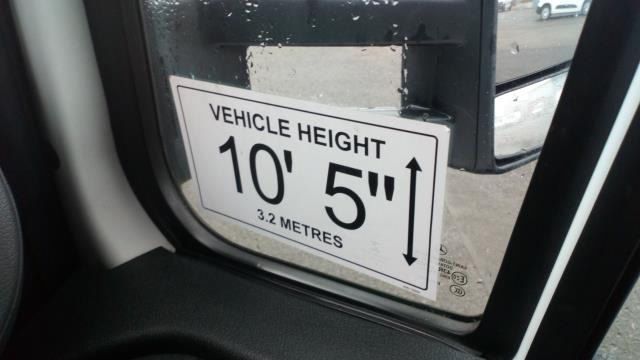 VEHICLE HEIGHT
10' 5"
3.2 METRES